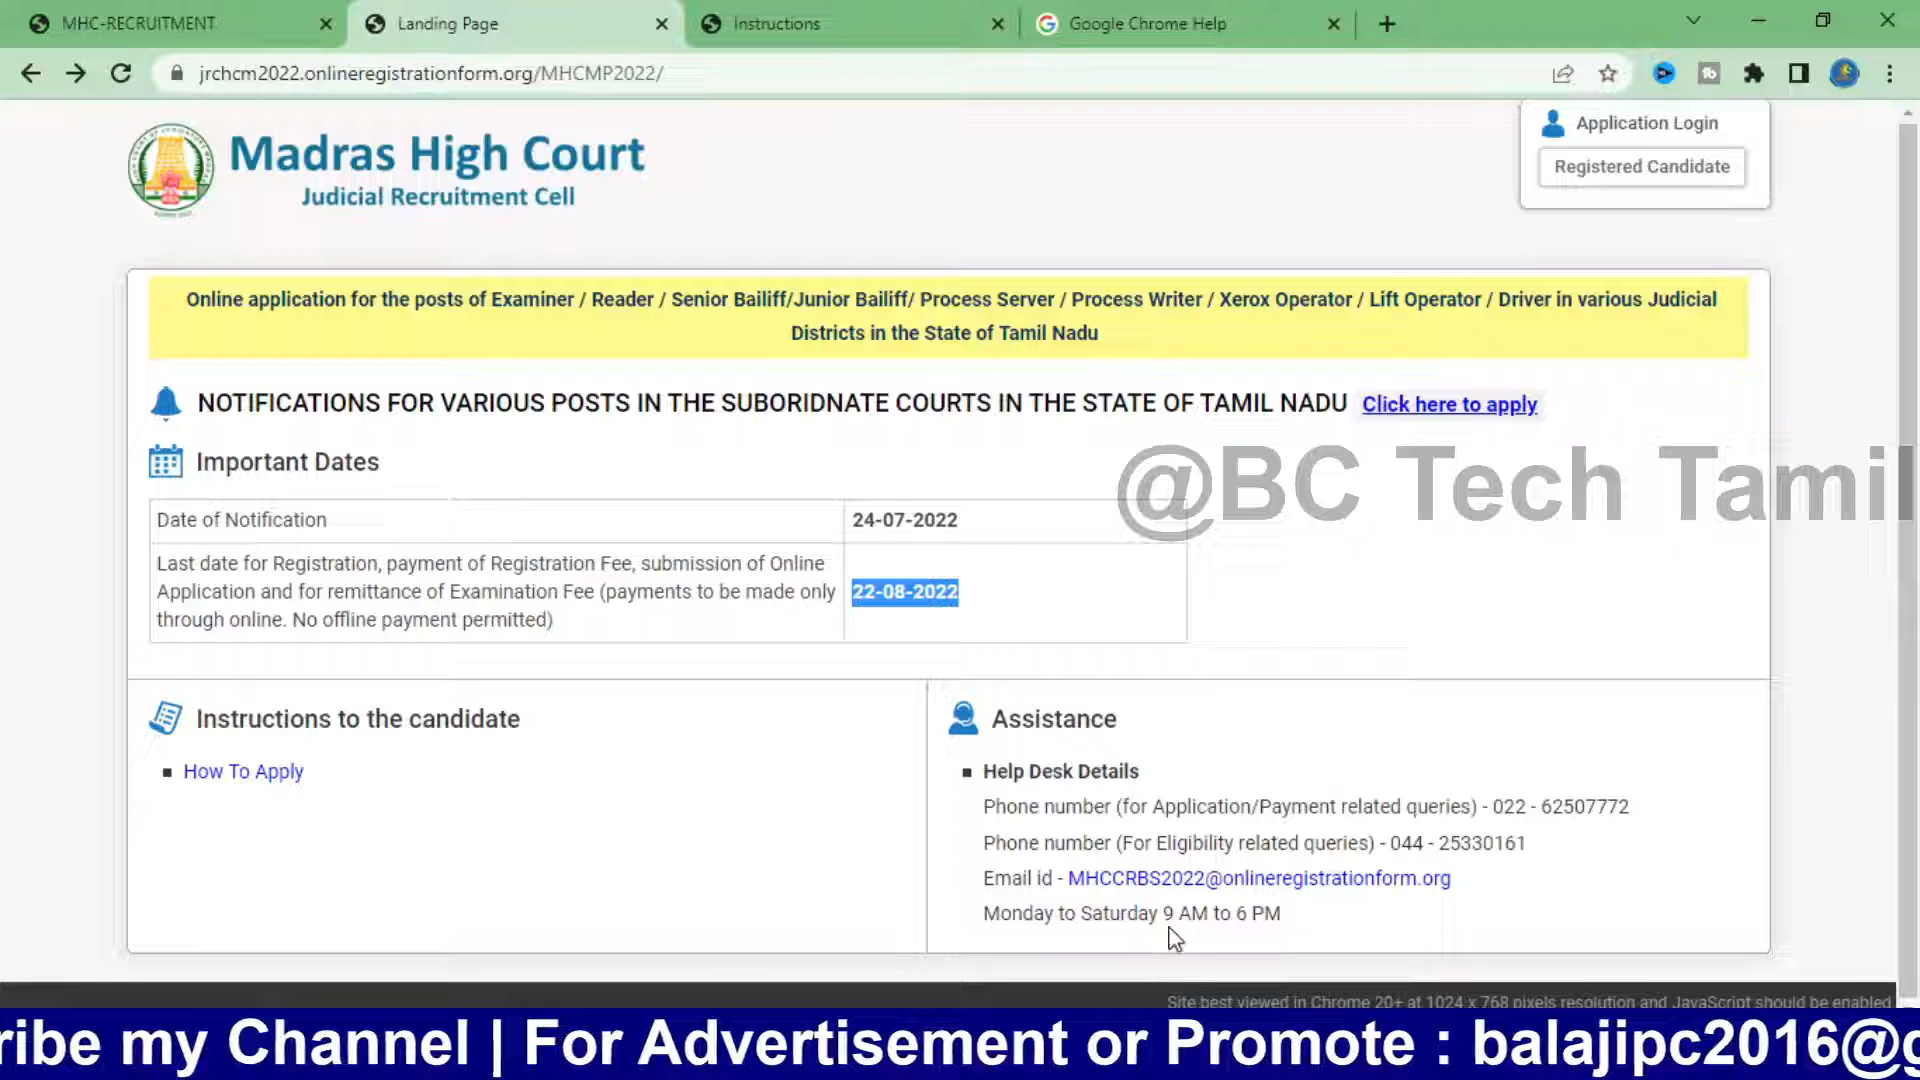 MHC-RECRUITMENT
Landing Page
Instructions
Google Chrome Help
jrchcm2022.onlineregistrationform.org/MHCMP2022/
Madras High Court
Judicial Recruitment Cell
Application Login
Registered Candidate
Online application for the posts of Examiner / Reader / Senior Bailiff/Junior Bailiff/ Process Server / Process Writer / Xerox Operator / Lift Operator / Driver in various Judicial
Districts in the State of Tamil Nadu
NOTIFICATIONS FOR VARIOUS POSTS IN THE SUBORIDNATE COURTS IN THE STATE OF TAMIL NADU Click here to apply
Important Dates
@BC Tech Tamil
Date of Notification 24-07-2022
Last date for Registration, payment of Registration Fee, submission of Online
Application and for remittance of Examination Fee (payments to be made only 22-08-2022
through online. No offline payment permitted)
Instructions to the candidate
How To Apply
Assistance
Help Desk Details
Phone number (for Application/Payment related queries) - 022 - 62507772
Phone number (For Eligibility related queries) - 044 - 25330161
Email id - MHCCRBS2022@onlineregistrationform.org
Monday to Saturday 9 AM to 6 PM
Site best viewed in Chrome 20+ at 1024 x 768 pixels resolution and JavaScript should be enabled
ribe my Channel | For Advertisement or Promote : balajipc2016@g